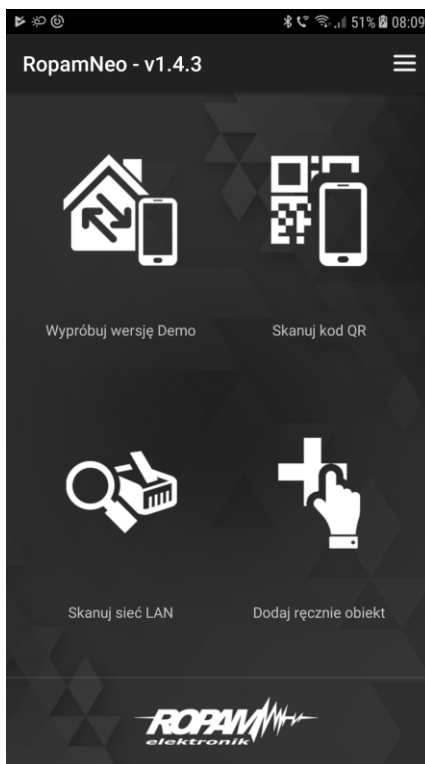 51% 08:09
RopamNeo - v1.4.3
Wypróbuj wersję Demo
Skanuj kod QR
Skanuj sieć LAN
Dodaj ręcznie obiekt
ROPAM
elektronik